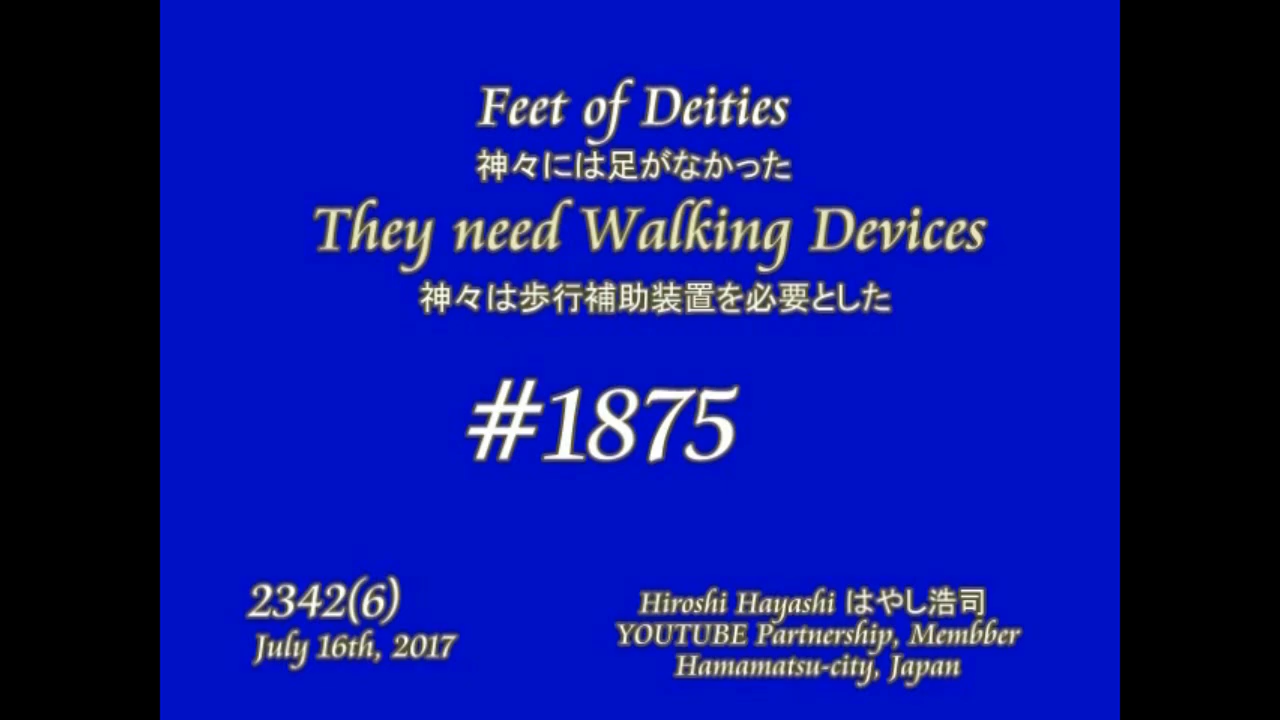 Feet of Deities
神々には足がなかった
They need Walking Devices
神々は歩行補助装置を必要とした
#1875
2342(6)
July 16th, 2017
Hiroshi Hayashi はやし浩司
YOUTUBE Partnership, Membber
Hamamatsu-city, Japan